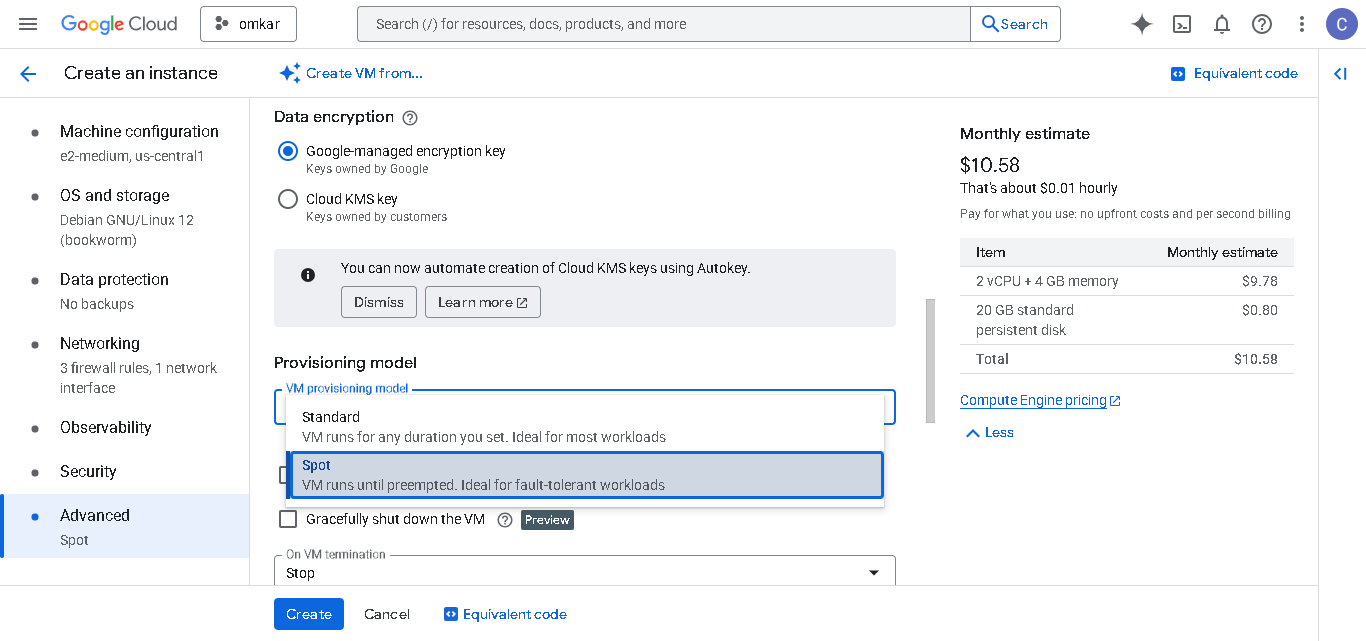 Google Cloud
omkar
Search (/) for resources, docs, products, and more
Search
C
Create an instance
Create VM from...
Equivalent code
Machine configuration
e2-medium, us-central1
OS and storage
Debian GNU/Linux 12
(bookworm)
Data protection
No backups
Networking
3 firewall rules, 1 network
interface
Observability
Security
Advanced
Spot
Data encryption
Google-managed encryption key
Keys owned by Google
Cloud KMS key
Keys owned by customers
You can now automate creation of Cloud KMS keys using Autokey.
Dismiss
Learn more
Provisioning model
VM provisioning model
Standard
VM runs for any duration you set. Ideal for most workloads
Spot
VM runs until preempted. Ideal for fault-tolerant workloads
Gracefully shut down the VM
Preview
On VM termination
Stop
Create
Cancel
Equivalent code
Monthly estimate
$10.58
That's about $0.01 hourly
Pay for what you use: no upfront costs and per second billing
Item Monthly estimate
2 vCPU + 4 GB memory $9.78
20 GB standard $0.80
persistent disk
Total $10.58
Compute Engine pricing
Less